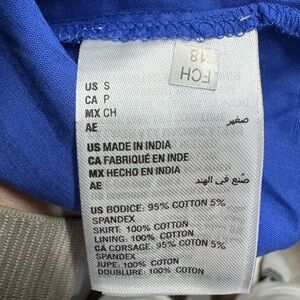 FCH
18
US S
CA P
MX CH
AE صغير
US MADE IN INDIA
CA FABRIQUÉ EN INDE
MX HECHO EN INDIA
AE صنع في الهند
US BODICE: 95% COTTON 5%
SPANDEX
SKIRT: 100% COTTON
LINING: 100% COTTON
CA CORSAGE: 95% COTON 5%
SPANDEX
JUPE: 100% COTON
DOUBLURE: 100% COTON